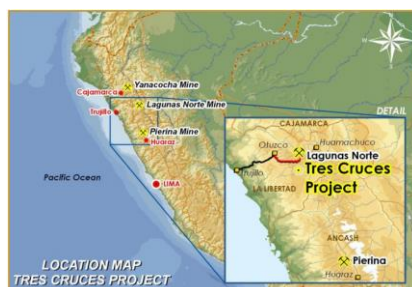 N
W
Yanacocha Mine
Cajamarca
Lagunas Norte Mine
Trujillo
DETAIL
Pierina Mine
Huaraz
CAJAMARCA
Otuzco
Huamachuco
Lagunas Norte
Trujillo
Tres Cruces
LA LIBERTAD
Project
Pacific Ocean
LIMA
ANCASH
Pierina
Huaraz
LOCATION MAP
TRES CRUCES PROJECT